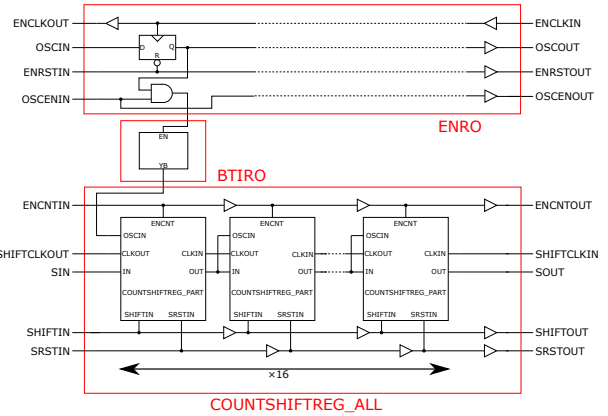 ENCLKOUT ENCLKIN
OSCIN D Q OSCOUT
R
ENRSTIN ENRSTOUT
OSCENIN OSCENOUT
ENRO
EN
YB
BTIRO
ENCNTIN ENCNTOUT
ENCNT ENCNT ENCNT
OSCIN OSCIN OSCIN
SHIFTCLKOUT CLKOUT CLKIN CLKOUT CLKIN CLKOUT CLKIN SHIFTCLKIN
SIN IN OUT IN OUT IN OUT SOUT
COUNTSHIFTREG_PART COUNTSHIFTREG_PART COUNTSHIFTREG_PART
SHIFTIN SRSTIN SHIFTIN SRSTIN SHIFTIN SRSTIN
SHIFTIN SHIFTOUT
SRSTIN SRSTOUT
×16
COUNTSHIFTREG_ALL